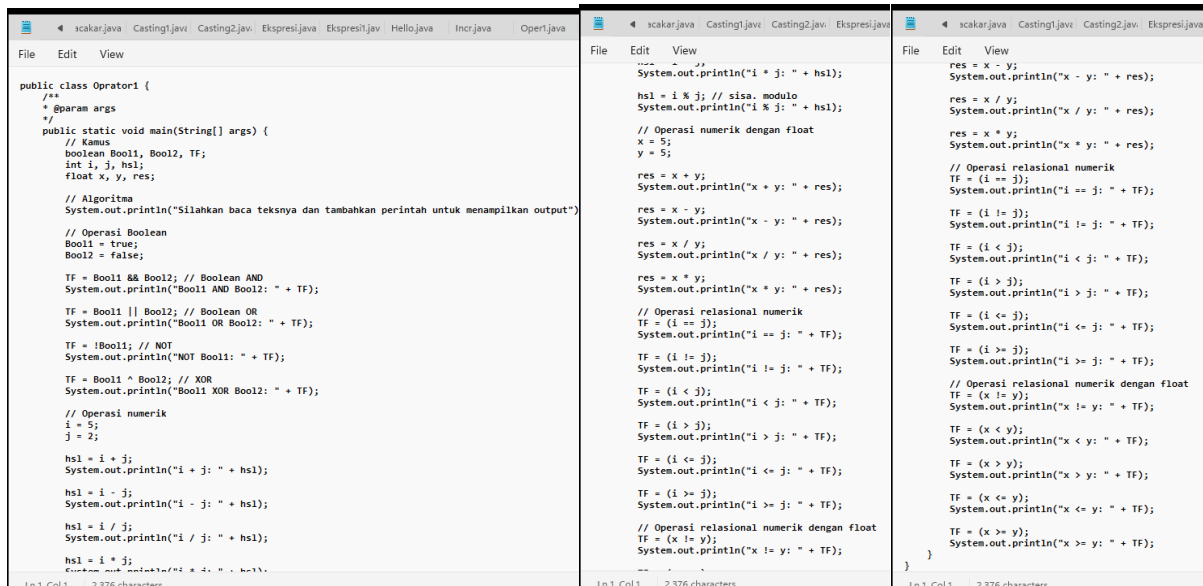 scakar.java Casting1.java Casting2.java Ekspresi.java Ekspresi1.jav Hello.java Incr.java Oper1.java
File Edit View
public class Oprator1 {
/**
* @param args
*/
public static void main(String[] args) {
// Kamus
boolean Bool1, Bool2, TF;
int i, j, hsl;
float x, y, res;
// Algoritma
System.out.println("Silahkan baca teksnya dan tambahkan perintah untuk menampilkan output")
// Operasi Boolean
Bool1 = true;
Bool2 = false;
TF = Bool1 && Bool2; // Boolean AND
System.out.println("Bool1 AND Bool2: " + TF);
TF = Bool1 || Bool2; // Boolean OR
System.out.println("Bool1 OR Bool2: " + TF);
TF = !Bool1; // NOT
System.out.println("NOT Bool1: " + TF);
TF = Bool1 ^ Bool2; // XOR
System.out.println("Bool1 XOR Bool2: " + TF);
// Operasi numerik
i = 5;
j = 2;
hsl = i + j;
System.out.println("i + j: " + hsl);
hsl = i - j;
System.out.println("i - j: " + hsl);
hsl = i / j;
System.out.println("i / j: " + hsl);
hsl = i * j;
System.out.println("i * j: " + hsl);
Ln 1, Col 1 2,376 characters
scakar.java Casting1.java Casting2.java Ekspresi.java
File Edit View
hsl = i * j;
System.out.println("i * j: " + hsl);
hsl = i % j; // sisa. modulo
System.out.println("i % j: " + hsl);
// Operasi numerik dengan float
x = 5;
y = 5;
res = x + y;
System.out.println("x + y: " + res);
res = x - y;
System.out.println("x - y: " + res);
res = x / y;
System.out.println("x / y: " + res);
res = x * y;
System.out.println("x * y: " + res);
// Operasi relasional numerik
TF = (i == j);
System.out.println("i == j: " + TF);
TF = (i != j);
System.out.println("i != j: " + TF);
TF = (i < j);
System.out.println("i < j: " + TF);
TF = (i > j);
System.out.println("i > j: " + TF);
TF = (i <= j);
System.out.println("i <= j: " + TF);
TF = (i >= j);
System.out.println("i >= j: " + TF);
// Operasi relasional numerik dengan float
TF = (x != y);
System.out.println("x != y: " + TF);
Ln 1, Col 1 2,376 characters
scakar.java Casting1.java Casting2.java Ekspresi.java
File Edit View
res = x - y;
System.out.println("x - y: " + res);
res = x / y;
System.out.println("x / y: " + res);
res = x * y;
System.out.println("x * y: " + res);
// Operasi relasional numerik
TF = (i == j);
System.out.println("i == j: " + TF);
TF = (i != j);
System.out.println("i != j: " + TF);
TF = (i < j);
System.out.println("i < j: " + TF);
TF = (i > j);
System.out.println("i > j: " + TF);
TF = (i <= j);
System.out.println("i <= j: " + TF);
TF = (i >= j);
System.out.println("i >= j: " + TF);
// Operasi relasional numerik dengan float
TF = (x != y);
System.out.println("x != y: " + TF);
TF = (x < y);
System.out.println("x < y: " + TF);
TF = (x > y);
System.out.println("x > y: " + TF);
TF = (x <= y);
System.out.println("x <= y: " + TF);
TF = (x >= y);
System.out.println("x >= y: " + TF);
}
}
Ln 1, Col 1 2,376 characters